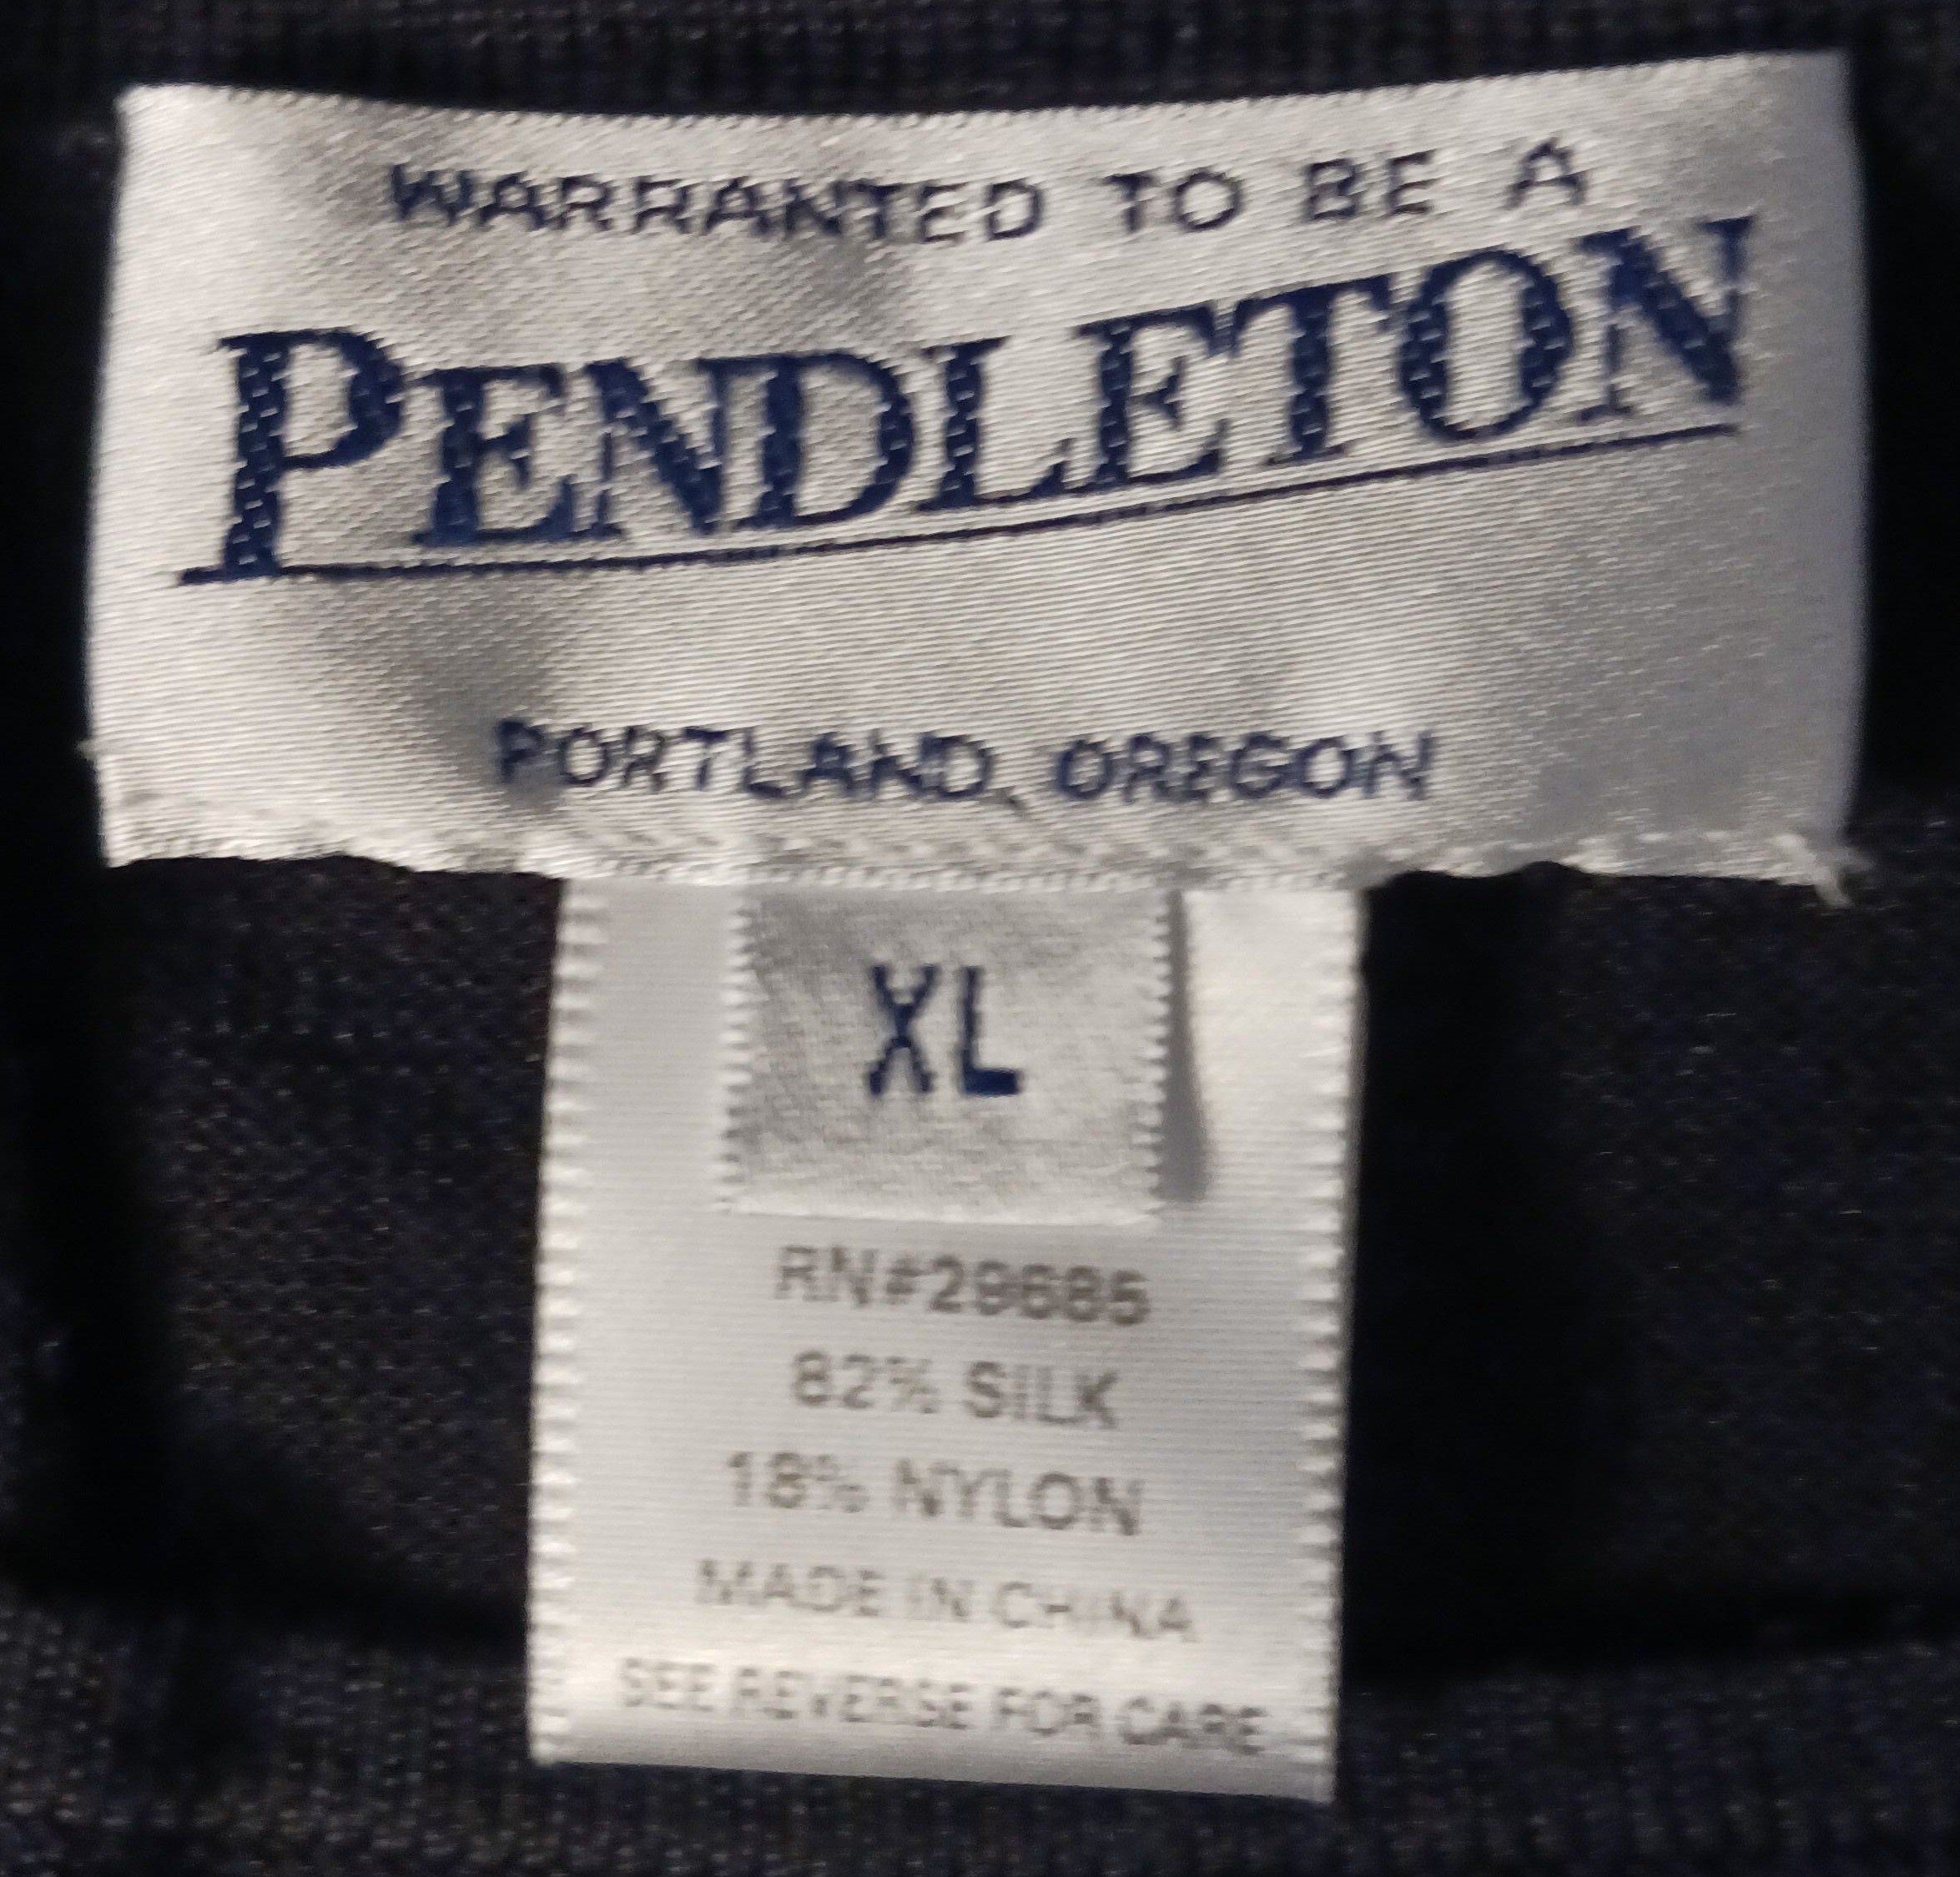 WARRANTED TO BE A
PENDLETON
PORTLAND, OREGON
XL
RN#29685
82% SILK
18% NYLON
MADE IN CHINA
SEE REVERSE FOR CARE